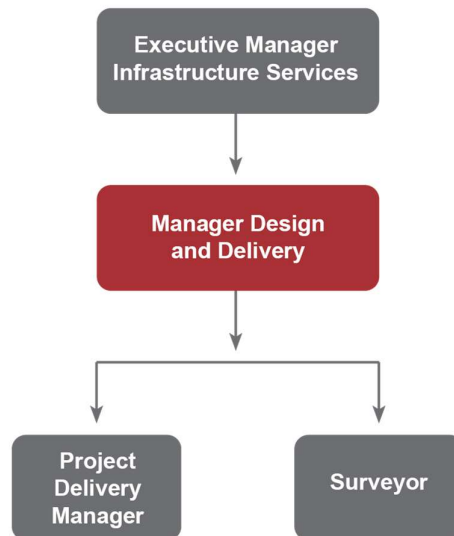 Executive Manager
Infrastructure Services
Manager Design
and Delivery
Project
Delivery
Manager
Surveyor